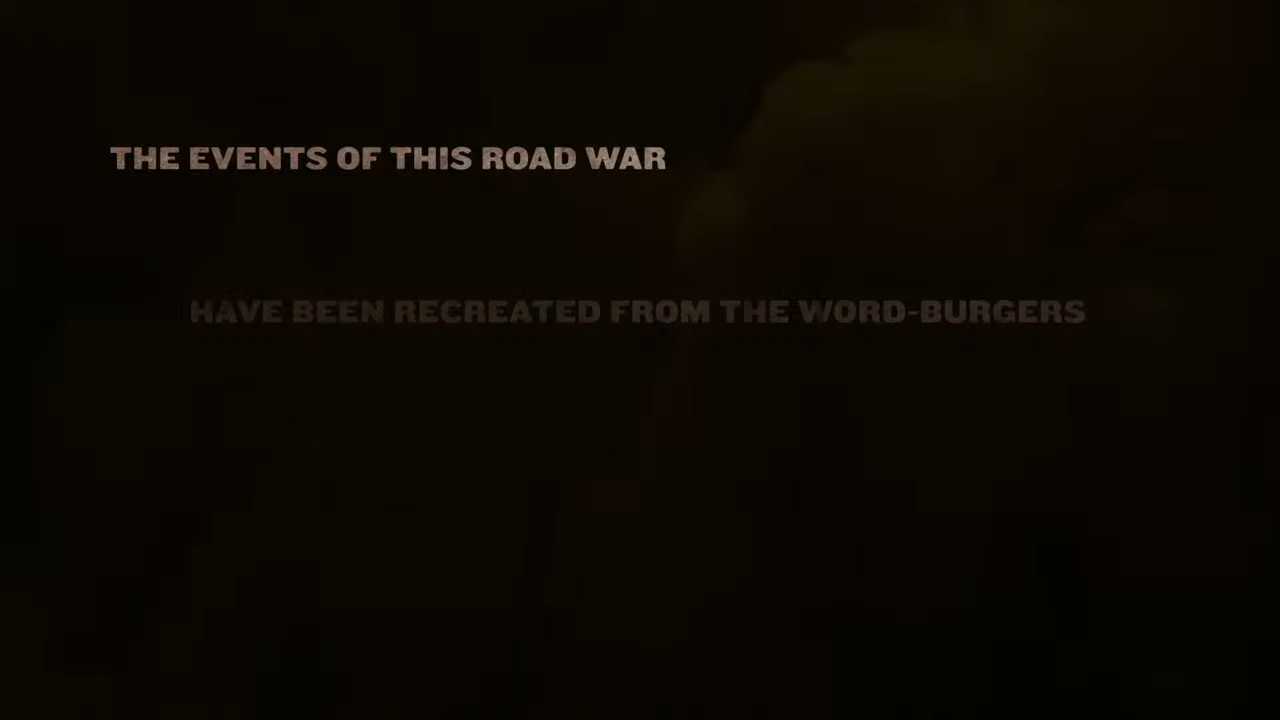 THE EVENTS OF THIS ROAD WAR
HAVE BEEN RECREATED FROM THE WORD-BURGERS